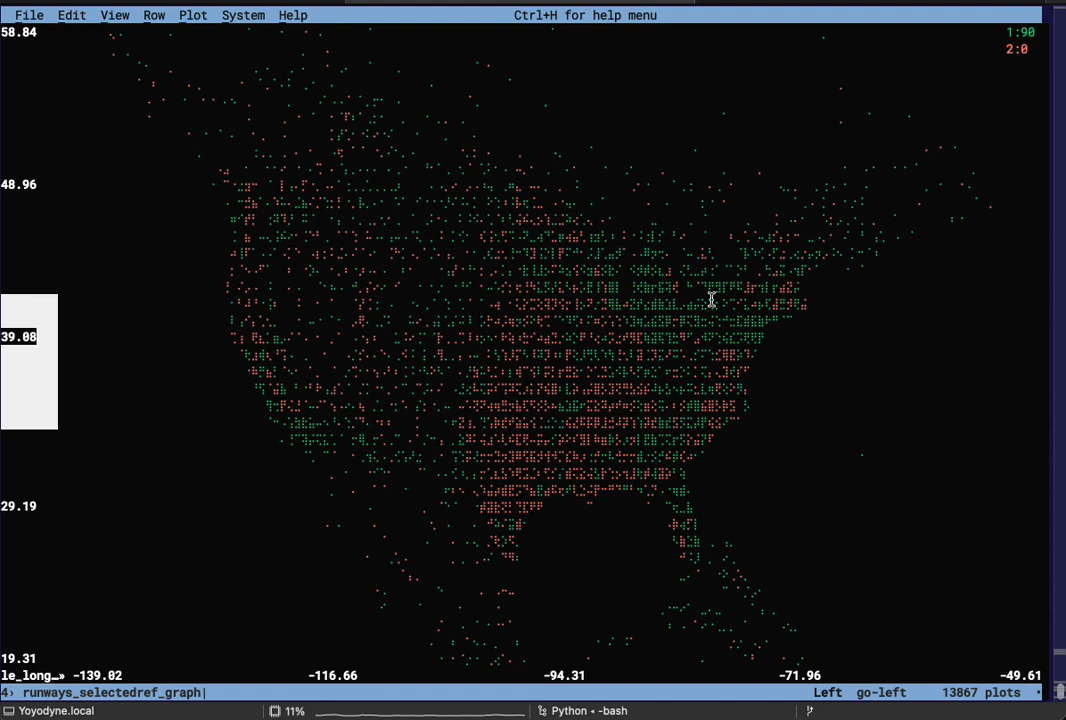 File Edit View Row Plot System Help Ctrl+H for help menu
58.84
1:90
2:0
48.96
39.08
29.19
19.31
le_long…» -139.02 -116.66 -94.31 -71.96 -49.61
4› runways_selectedref_graph| Left go-left 13867 plots •
Yoyodyne.local 11% Python ◂ -bash